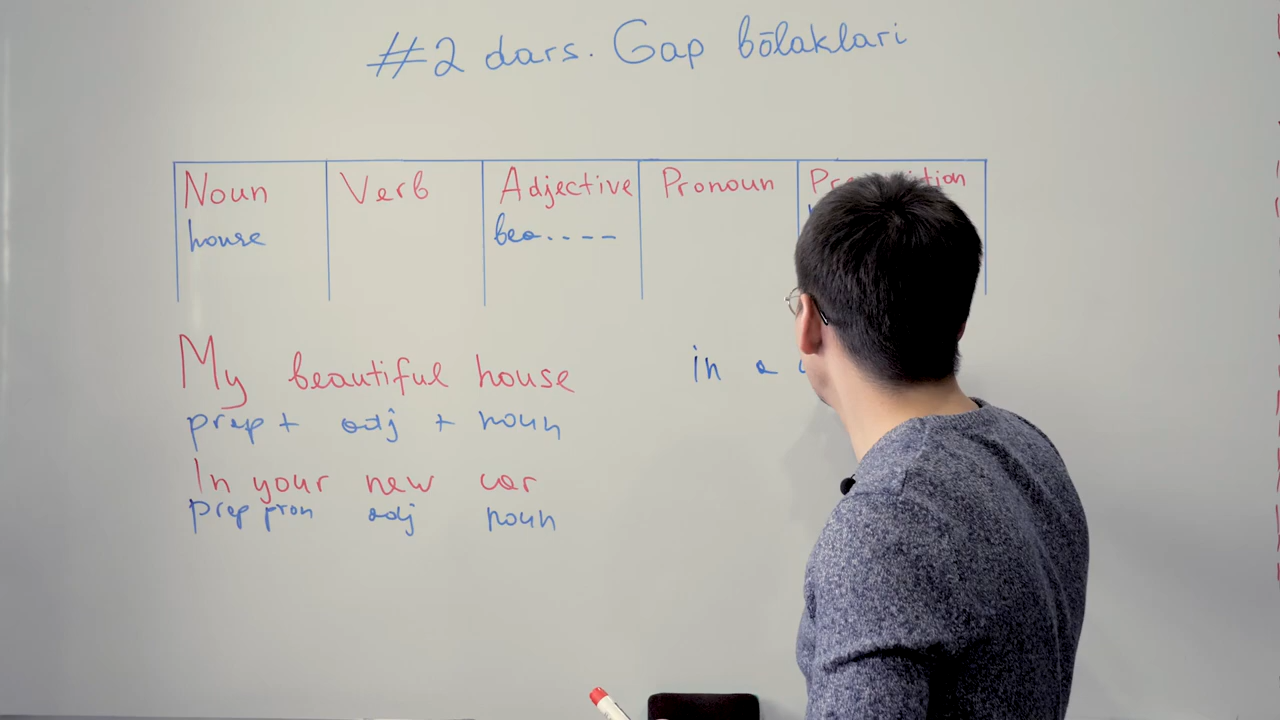 #2 dars. Gap bōlaklari
Noun Verb Adjective Pronoun
house bea....--
My beautiful house in a
prep + adj + noun
In your new car
prep pron adj noun